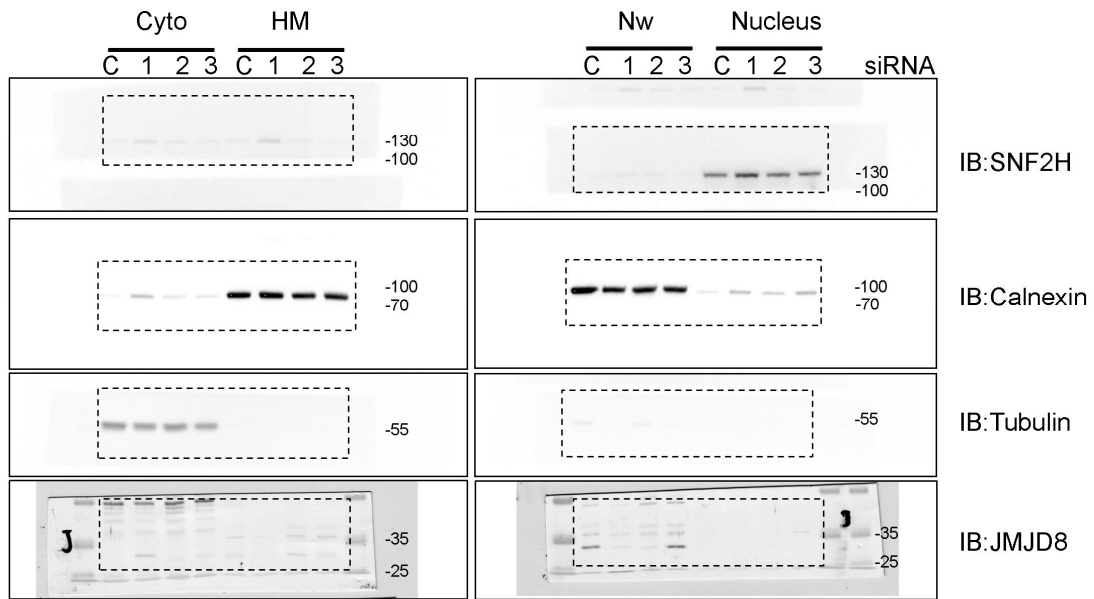 Cyto HM Nw Nucleus
C 1 2 3 C 1 2 3 C 1 2 3 C 1 2 3 siRNA
-130 -130 IB:SNF2H
-100 -100
-100 -100 IB:Calnexin
-70 -70
-55 -55 IB:Tubulin
J J
-35 -35 IB:JMJD8
-25 -25